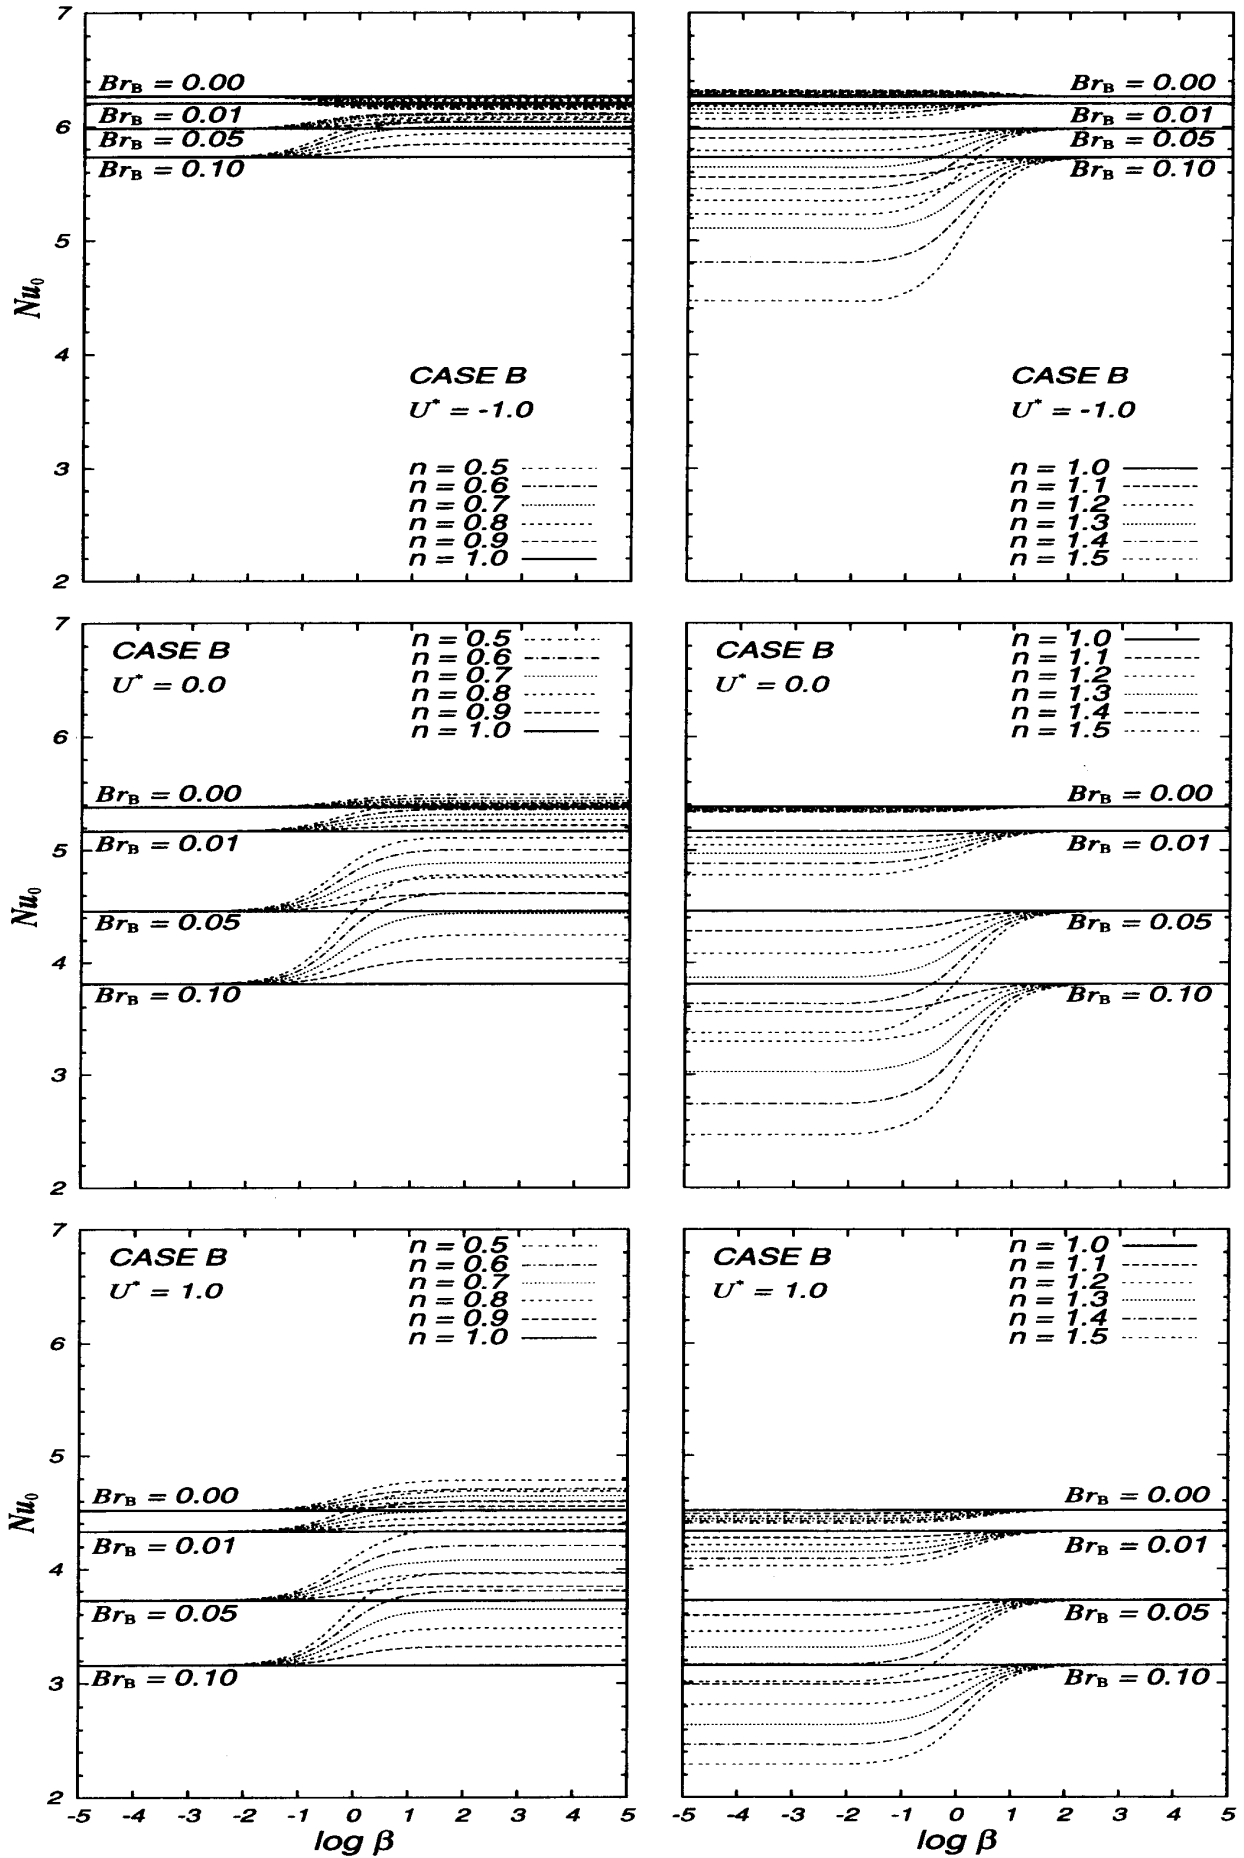 7
6
5
4
3
2
Nu₀
Br_B = 0.00
Br_B = 0.01
Br_B = 0.05
Br_B = 0.10
CASE B
U* = -1.0
n = 0.5
n = 0.6
n = 0.7
n = 0.8
n = 0.9
n = 1.0
Br_B = 0.00
Br_B = 0.01
Br_B = 0.05
Br_B = 0.10
CASE B
U* = -1.0
n = 1.0
n = 1.1
n = 1.2
n = 1.3
n = 1.4
n = 1.5
7
6
5
4
3
2
Nu₀
CASE B
U* = 0.0
n = 0.5
n = 0.6
n = 0.7
n = 0.8
n = 0.9
n = 1.0
Br_B = 0.00
Br_B = 0.01
Br_B = 0.05
Br_B = 0.10
CASE B
U* = 0.0
n = 1.0
n = 1.1
n = 1.2
n = 1.3
n = 1.4
n = 1.5
Br_B = 0.00
Br_B = 0.01
Br_B = 0.05
Br_B = 0.10
7
6
5
4
3
2
Nu₀
CASE B
U* = 1.0
n = 0.5
n = 0.6
n = 0.7
n = 0.8
n = 0.9
n = 1.0
Br_B = 0.00
Br_B = 0.01
Br_B = 0.05
Br_B = 0.10
-5 -4 -3 -2 -1 0 1 2 3 4 5
log β
CASE B
U* = 1.0
n = 1.0
n = 1.1
n = 1.2
n = 1.3
n = 1.4
n = 1.5
Br_B = 0.00
Br_B = 0.01
Br_B = 0.05
Br_B = 0.10
-5 -4 -3 -2 -1 0 1 2 3 4 5
log β